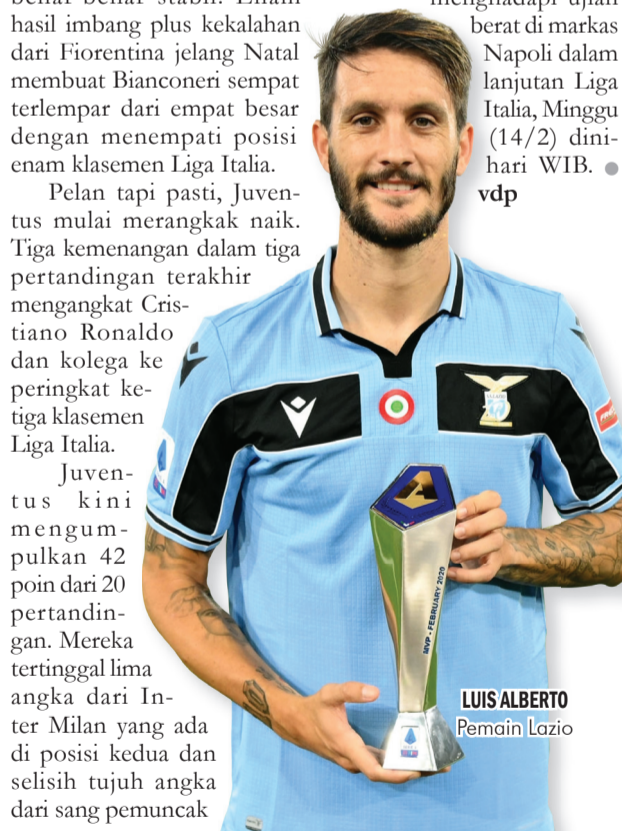 hasil imbang plus kekalahan
dari Fiorentina jelang Natal
membuat Bianconeri sempat
terlempar dari empat besar
dengan menempati posisi
enam klasemen Liga Italia.
Pelan tapi pasti, Juven-
tus mulai merangkak naik.
Tiga kemenangan dalam tiga
pertandingan terakhir
mengangkat Cris-
tiano Ronaldo
dan kolega ke
peringkat ke-
tiga klasemen
Liga Italia.
Juven-
tus kini
mengum-
pulkan 42
poin dari 20
pertandin-
gan. Mereka
tertinggal lima
angka dari In-
ter Milan yang ada
di posisi kedua dan
selisih tujuh angka
dari sang pemuncak
menghadapi ujian
berat di markas
Napoli dalam
lanjutan Liga
Italia, Minggu
(14/2) dini-
hari WIB. ●
vdp
MVP - FEBRUARY 2020
LUIS ALBERTO
Pemain Lazio